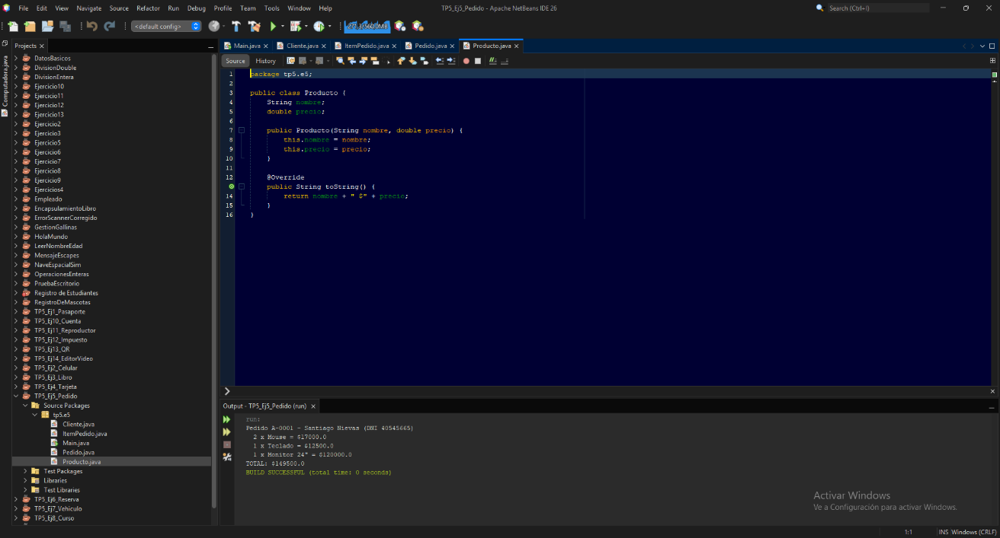 File Edit View Navigate Source Refactor Run Debug Profile Team Tools Window Help
TP5_Ej5_Pedido - Apache NetBeans IDE 26
Search (Ctrl+I)
<default config>
Computadora.java
Projects
DatosBasicos
DivisionDouble
DivisionEntera
Ejercicio10
Ejercicio11
Ejercicio12
Ejercicio13
Ejercicio2
Ejercicio3
Ejercicio5
Ejercicio6
Ejercicio7
Ejercicio8
Ejercicio9
Ejercicios4
Empleado
EncapsulamientoLibro
ErrorScannerCorregido
GestionGallinas
HolaMundo
LeerNombreEdad
MensajeEscapes
NaveEspacialSim
OperacionesEnteras
PruebaEscritorio
Registro de Estudiantes
RegistroDeMascotas
TP5_Ej1_Pasaporte
TP5_Ej10_Cuenta
TP5_Ej11_Reproductor
TP5_Ej12_Impuesto
TP5_Ej13_QR
TP5_Ej14_EditorVideo
TP5_Ej2_Celular
TP5_Ej3_Libro
TP5_Ej4_Tarjeta
TP5_Ej5_Pedido
Source Packages
tp5.e5
Cliente.java
ItemPedido.java
Main.java
Pedido.java
Producto.java
Test Packages
Libraries
Test Libraries
TP5_Ej6_Reserva
TP5_Ej7_Vehiculo
TP5_Ej8_Curso
Main.java Cliente.java ItemPedido.java Pedido.java Producto.java
Source History
1 package tp5.e5;
2
3 public class Producto {
4 String nombre;
5 double precio;
6
7 public Producto(String nombre, double precio) {
8 this.nombre = nombre;
9 this.precio = precio;
10 }
11
12 @Override
public String toString() {
14 return nombre + " $" + precio;
15 }
16 }
Output - TP5_Ej5_Pedido (run)
run:
Pedido A-0001 - Santiago Nievas (DNI 40545665)
2 x Mouse = $17000.0
1 x Teclado = $12500.0
1 x Monitor 24" = $120000.0
TOTAL: $149500.0
BUILD SUCCESSFUL (total time: 0 seconds)
Activar Windows
Ve a Configuración para activar Windows.
1:1 INS Windows (CRLF)